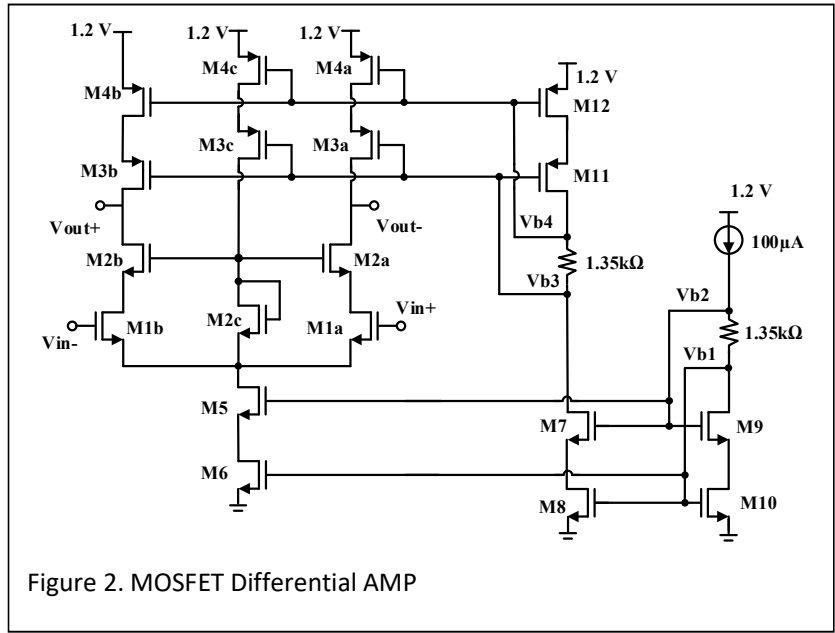 1.2 V 1.2 V 1.2 V
M4c M4a
1.2 V
M4b M12
M3c M3a
M3b M11
1.2 V
Vout+ Vout- Vb4
100μA
M2b M2a 1.35kΩ
Vb3 Vb2
M2c Vin+ 1.35kΩ
M1b M1a
Vin- Vb1
M5 M7 M9
M6 M8 M10
Figure 2. MOSFET Differential AMP